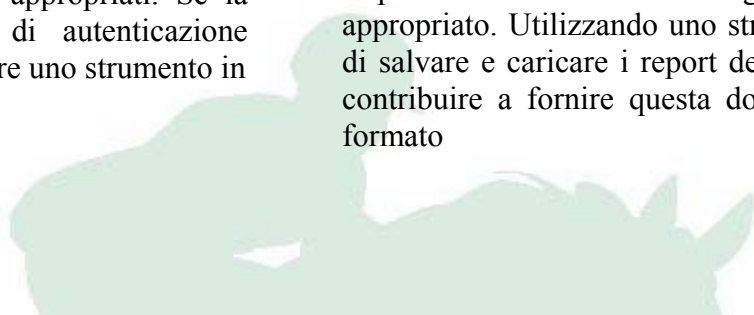 appropriati. Se la
di autenticazione
re uno strumento in
appropriato. Utilizzando uno str
di salvare e caricare i report de
contribuire a fornire questa do
formato